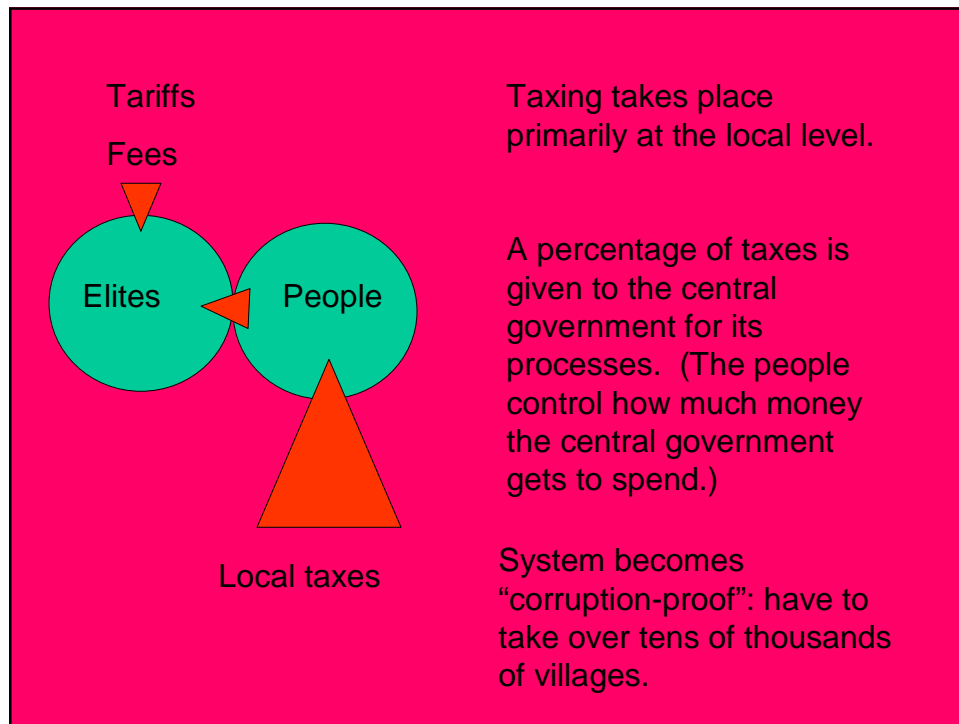 Tariffs
Fees
Elites
People
Local taxes
Taxing takes place
primarily at the local level.
A percentage of taxes is
given to the central
government for its
processes.  (The people
control how much money
the central government
gets to spend.)
System becomes
“corruption-proof”: have to
take over tens of thousands
of villages.